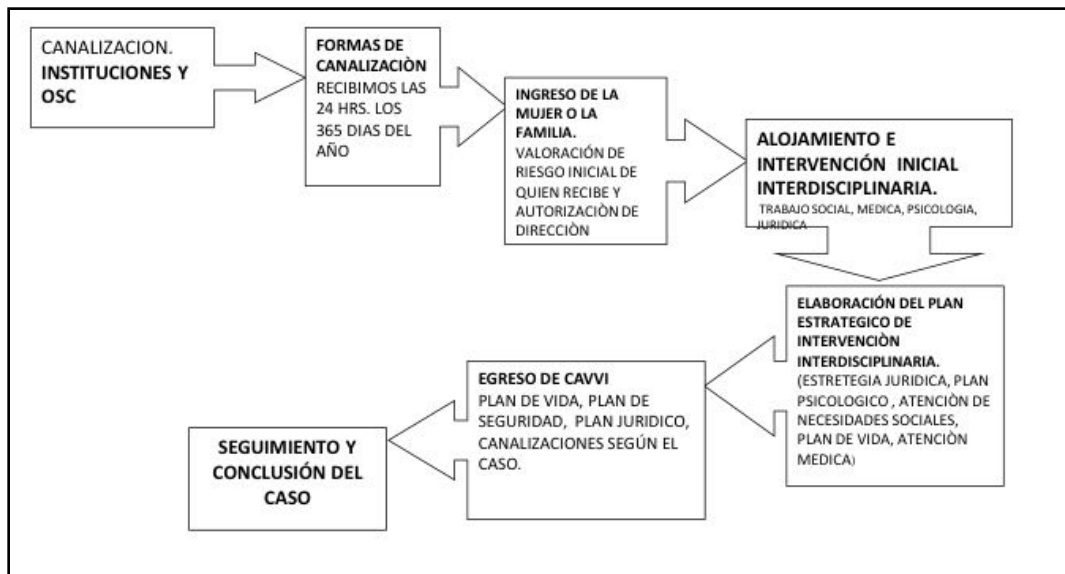 CANALIZACION.
INSTITUCIONES Y
OSC
FORMAS DE
CANALIZACIÒN
RECIBIMOS LAS
24 HRS. LOS
365 DIAS DEL
AÑO
INGRESO DE LA
MUJER O LA
FAMILIA.
VALORACIÓN DE
RIESGO INICIAL DE
QUIEN RECIBE Y
AUTORIZACIÒN DE
DIRECCIÒN
ALOJAMIENTO E
INTERVENCIÓN INICIAL
INTERDISCIPLINARIA.
TRABAJO SOCIAL, MEDICA, PSICOLOGIA,
JURIDICA
ELABORACIÓN DEL PLAN
ESTRATEGICO DE
INTERVENCIÒN
INTERDISCIPLINARIA.
(ESTRETEGIA JURIDICA, PLAN
PSICOLOGICO , ATENCIÒN DE
NECESIDADES SOCIALES,
PLAN DE VIDA, ATENCIÒN
MEDICA)
EGRESO DE CAVVI
PLAN DE VIDA, PLAN DE
SEGURIDAD, PLAN JURIDICO,
CANALIZACIONES SEGÚN EL
CASO.
SEGUIMIENTO Y
CONCLUSIÓN DEL
CASO